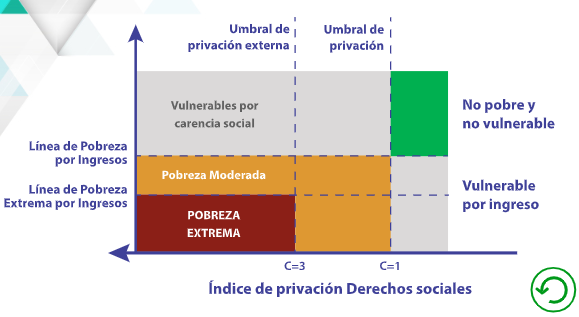 Umbral de
privación externa
Umbral de
privación
Vulnerables por
carencia social
No pobre y
no vulnerable
Línea de Pobreza
por Ingresos
Pobreza Moderada
Línea de Pobreza
Extrema por Ingresos
Vulnerable
por ingreso
POBREZA
EXTREMA
C=3
C=1
Índice de privación Derechos sociales